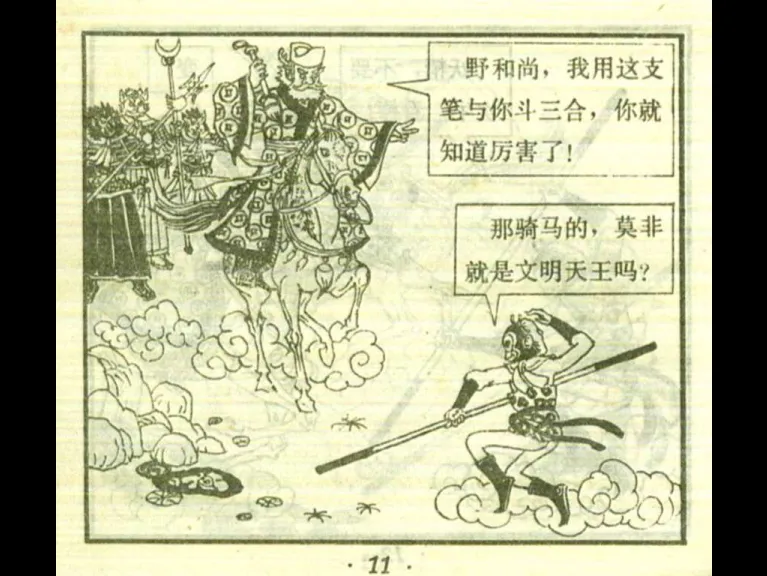 野和尚，我用这支
笔与你斗三合，你就
知道厉害了！
那骑马的，莫非
就是文明天王吗？
· 11 ·